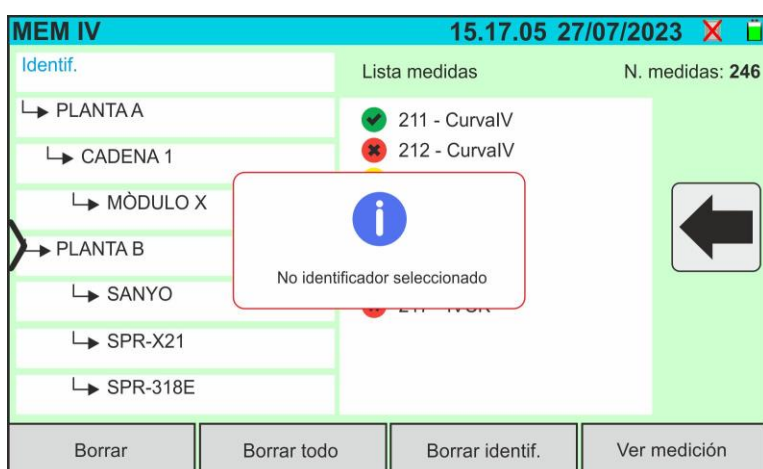 MEM IV 15.17.05 27/07/2023
Identif. Lista medidas N. medidas: 246
PLANTA A
211 - CurvaIV
CADENA 1
212 - CurvaIV
MÒDULO X
PLANTA B
No identificador seleccionado
SANYO
SPR-X21
SPR-318E
Borrar Borrar todo Borrar identif. Ver medición